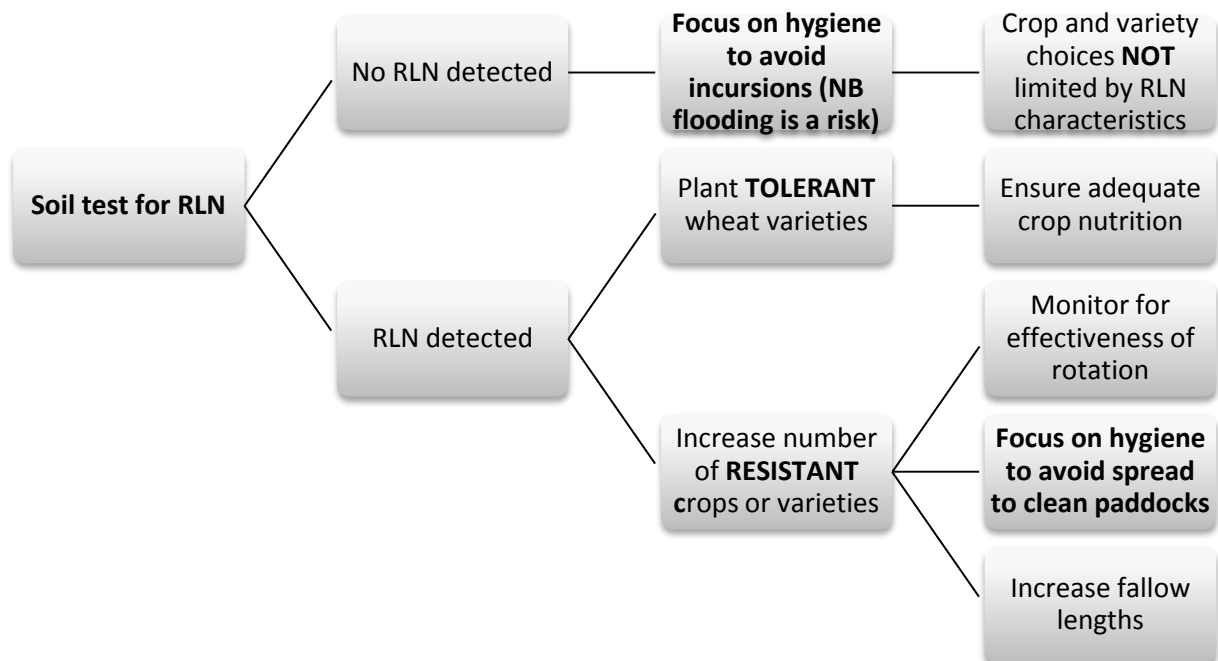 Soil test for RLN
No RLN detected
Focus on hygiene
to avoid
incursions (NB
flooding is a risk)
Crop and variety
choices NOT
limited by RLN
characteristics
RLN detected
Plant TOLERANT
wheat varieties
Ensure adequate
crop nutrition
Increase number
of RESISTANT
crops or varieties
Monitor for
effectiveness of
rotation
Focus on hygiene
to avoid spread
to clean paddocks
Increase fallow
lengths